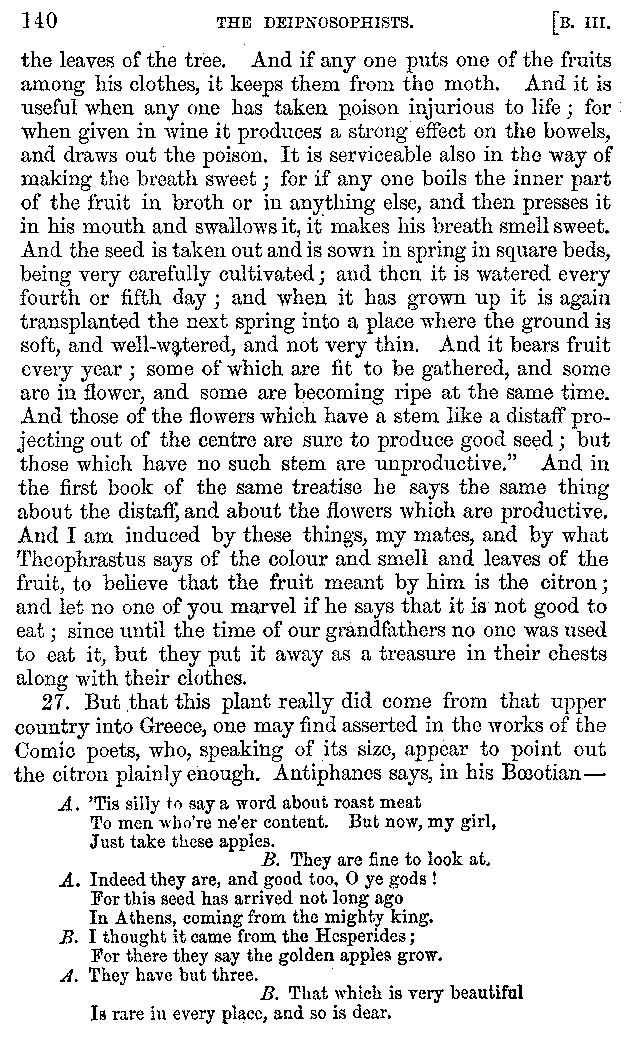 140 THE DEIPNOSOPHISTS. [B. III.
the leaves of the tree. And if any one puts one of the fruits
among his clothes, it keeps them from the moth. And it is
useful when any one has taken poison injurious to life; for
when given in wine it produces a strong effect on the bowels,
and draws out the poison. It is serviceable also in the way of
making the breath sweet; for if any one boils the inner part
of the fruit in broth or in anything else, and then presses it
in his mouth and swallows it, it makes his breath smell sweet.
And the seed is taken out and is sown in spring in square beds,
being very carefully cultivated; and then it is watered every
fourth or fifth day; and when it has grown up it is again
transplanted the next spring into a place where the ground is
soft, and well-watered, and not very thin. And it bears fruit
every year; some of which are fit to be gathered, and some
are in flower, and some are becoming ripe at the same time.
And those of the flowers which have a stem like a distaff pro-
jecting out of the centre are sure to produce good seed; but
those which have no such stem are unproductive.” And in
the first book of the same treatise he says the same thing
about the distaff, and about the flowers which are productive.
And I am induced by these things, my mates, and by what
Theophrastus says of the colour and smell and leaves of the
fruit, to believe that the fruit meant by him is the citron;
and let no one of you marvel if he says that it is not good to
eat; since until the time of our grandfathers no one was used
to eat it, but they put it away as a treasure in their chests
along with their clothes.
27. But that this plant really did come from that upper
country into Greece, one may find asserted in the works of the
Comic poets, who, speaking of its size, appear to point out
the citron plainly enough. Antiphanes says, in his Bœotian—
A. ’Tis silly to say a word about roast meat
To men who’re ne’er content. But now, my girl,
Just take these apples.
B. They are fine to look at.
A. Indeed they are, and good too, O ye gods!
For this seed has arrived not long ago
In Athens, coming from the mighty king.
B. I thought it came from the Hesperides;
For there they say the golden apples grow.
A. They have but three.
B. That which is very beautiful
Is rare in every place, and so is dear.